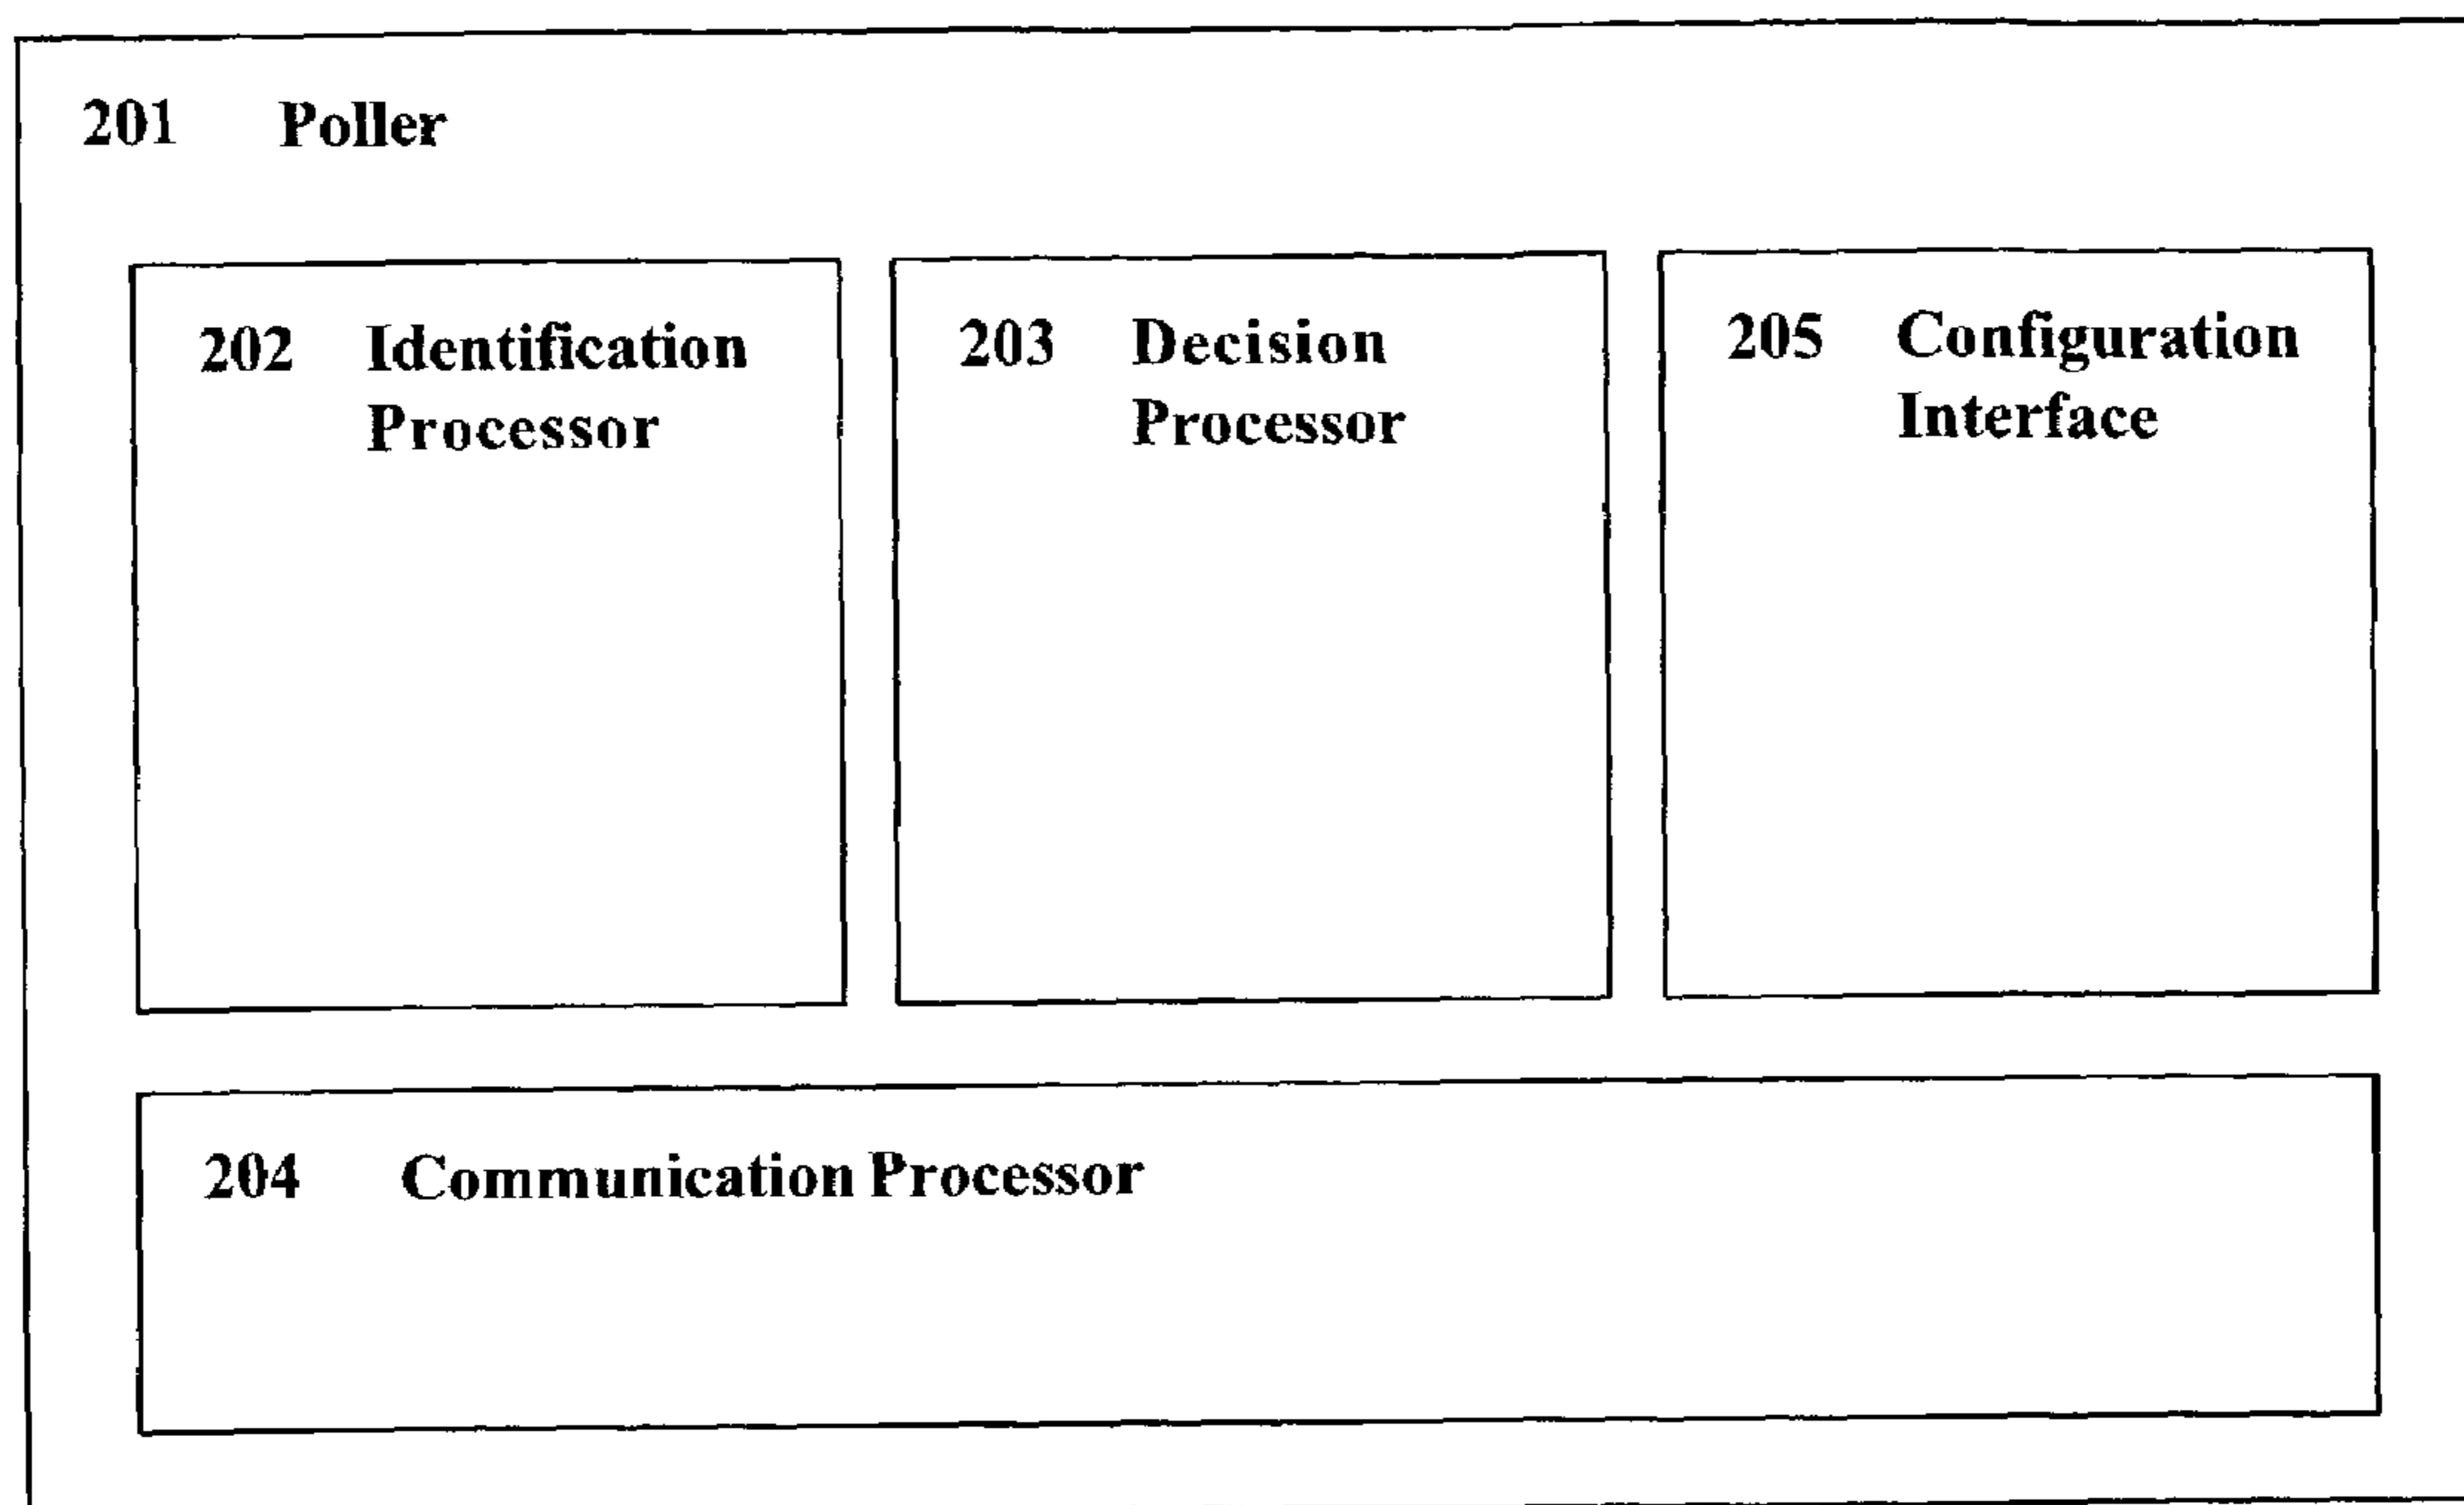 201 Poller
202 Identification
Processor
203 Decision
Processor
205 Configuration
Interface
204 Communication Processor